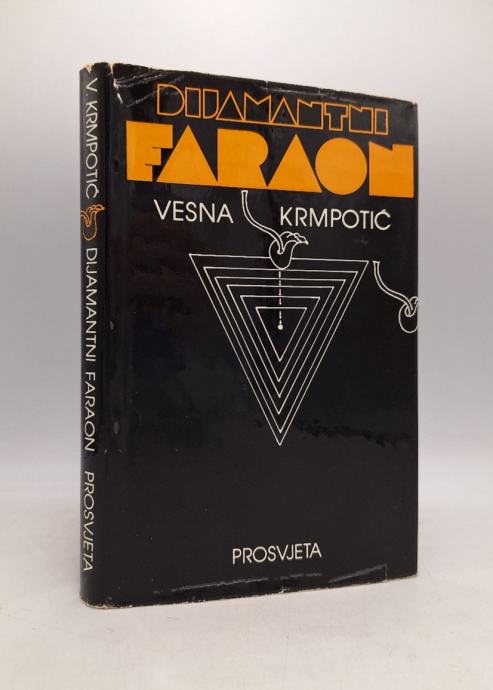 DIJAMANTNI
FARAON
VESNA KRMPOTIĆ
PROSVJETA
V. KRMPOTIĆ DIJAMANTNI FARAON PROSVJETA